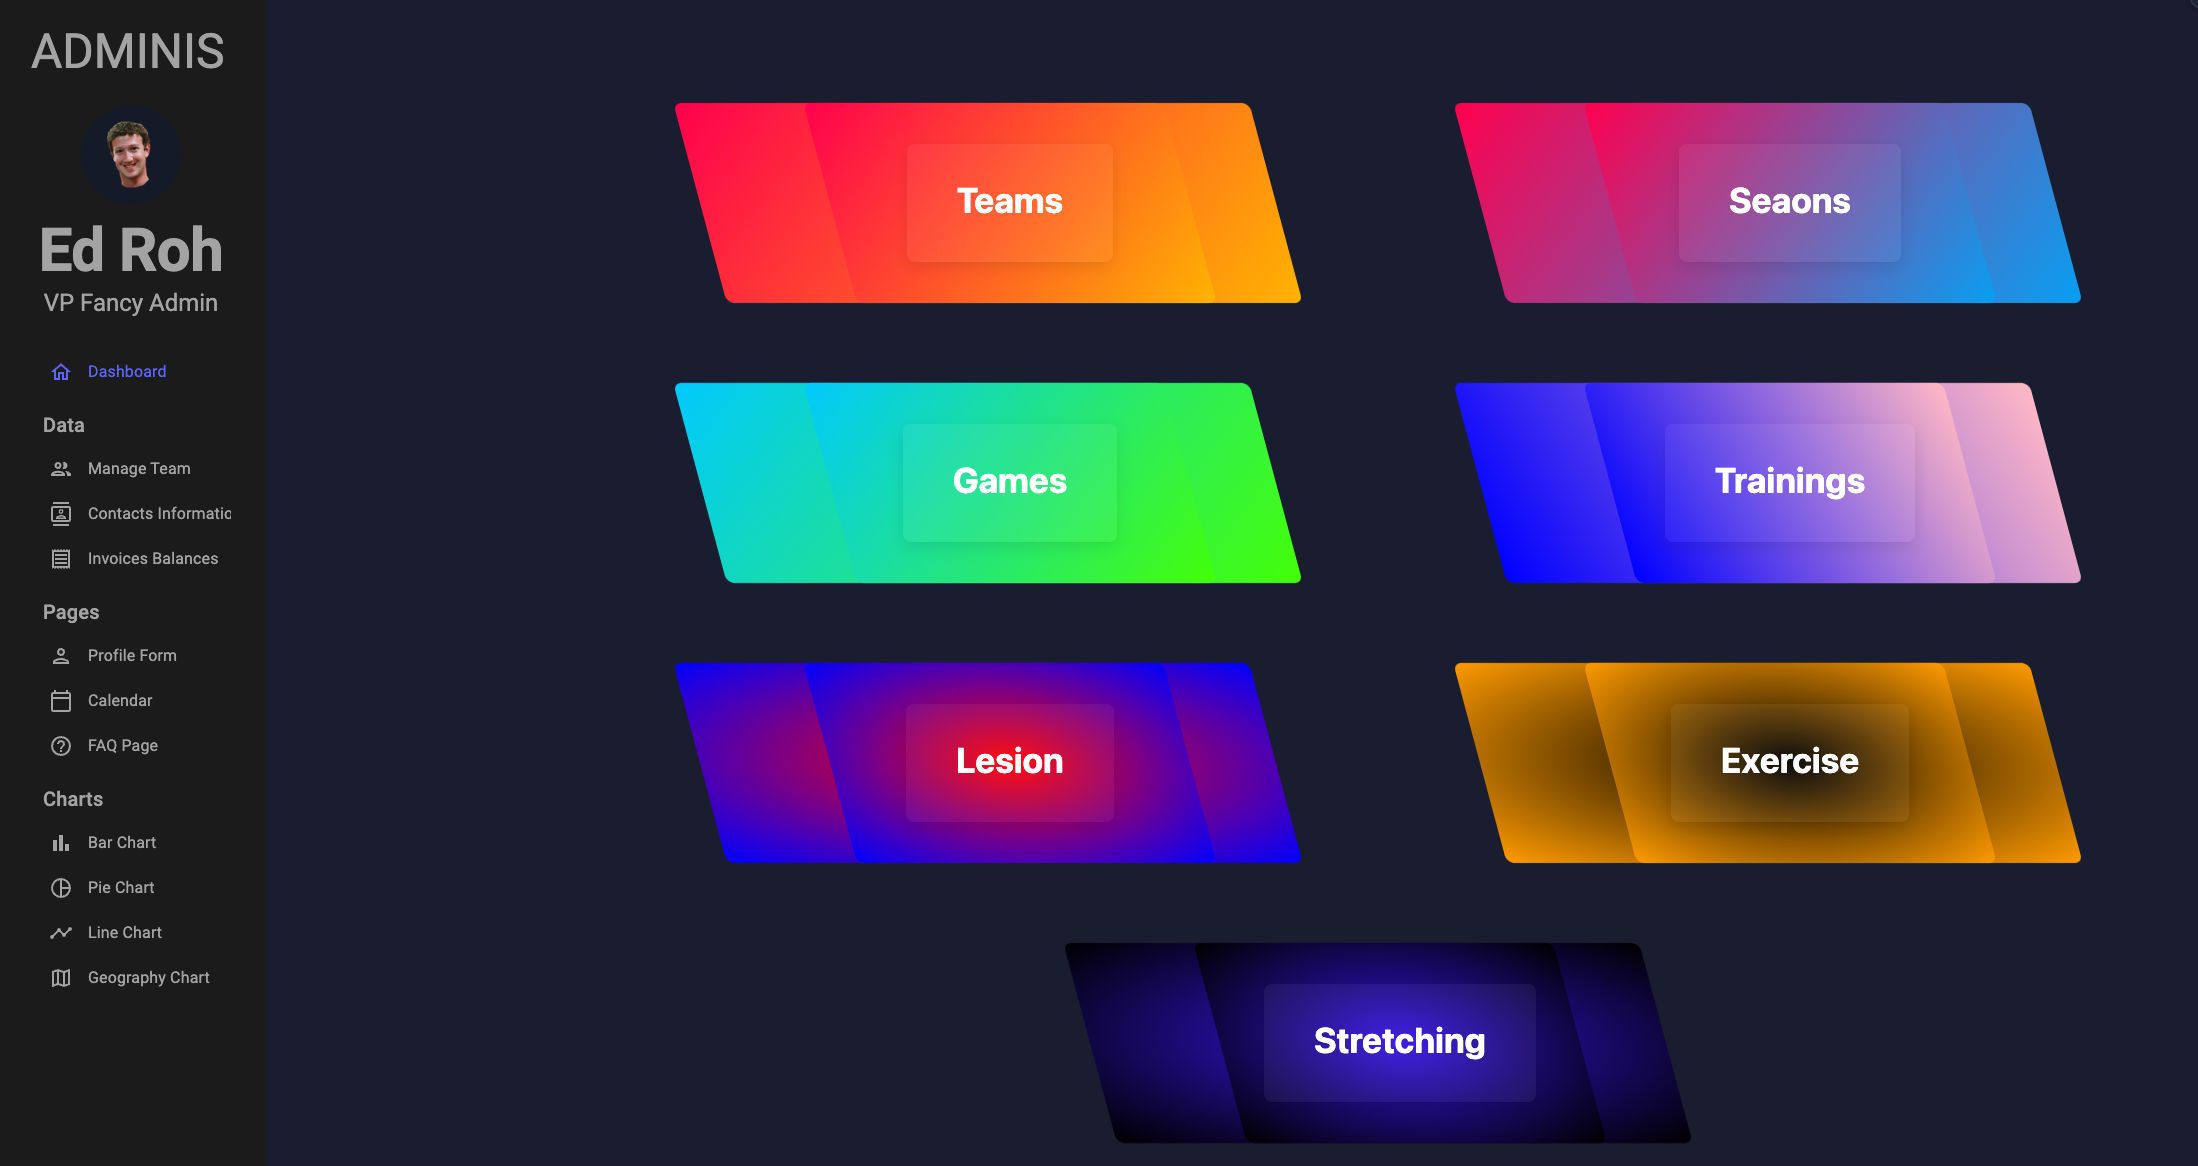 ADMINIS
Ed Roh
VP Fancy Admin
Dashboard
Data
Manage Team
Contacts Informatio
Invoices Balances
Pages
Profile Form
Calendar
FAQ Page
Charts
Bar Chart
Pie Chart
Line Chart
Geography Chart
Teams
Seaons
Games
Trainings
Lesion
Exercise
Stretching